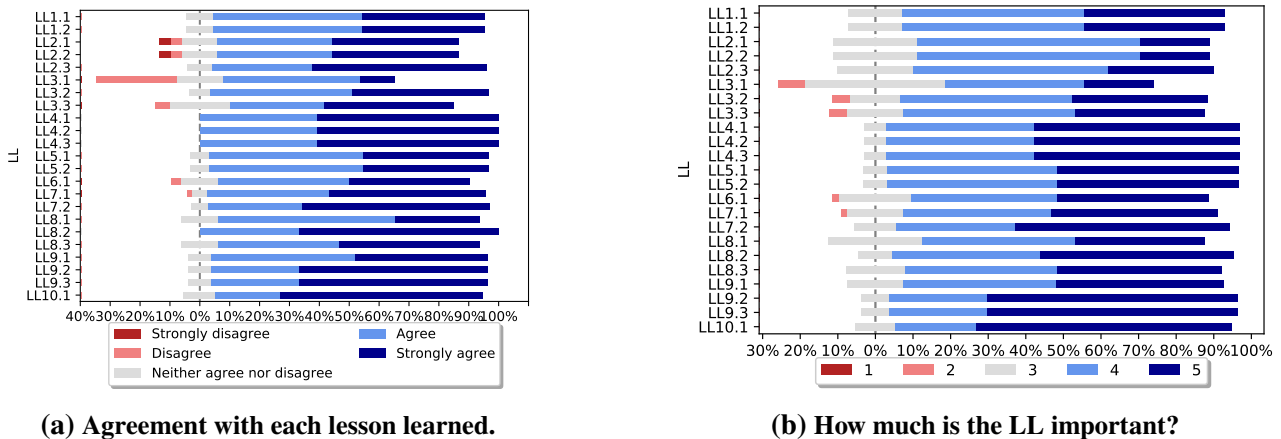 LL
LL1.1
LL1.2
LL2.1
LL2.2
LL2.3
LL3.1
LL3.2
LL3.3
LL4.1
LL4.2
LL4.3
LL5.1
LL5.2
LL6.1
LL7.1
LL7.2
LL8.1
LL8.2
LL8.3
LL9.1
LL9.2
LL9.3
LL10.1
40%30%20%10% 0% 10%20%30%40%50%60%70%80%90%100%
Strongly disagree Agree
Disagree Strongly agree
Neither agree nor disagree
(a) Agreement with each lesson learned.
LL
LL1.1
LL1.2
LL2.1
LL2.2
LL2.3
LL3.1
LL3.2
LL3.3
LL4.1
LL4.2
LL4.3
LL5.1
LL5.2
LL6.1
LL7.1
LL7.2
LL8.1
LL8.2
LL8.3
LL9.1
LL9.2
LL9.3
LL10.1
30% 20% 10% 0% 10% 20% 30% 40% 50% 60% 70% 80% 90% 100%
1 2 3 4 5
(b) How much is the LL important?